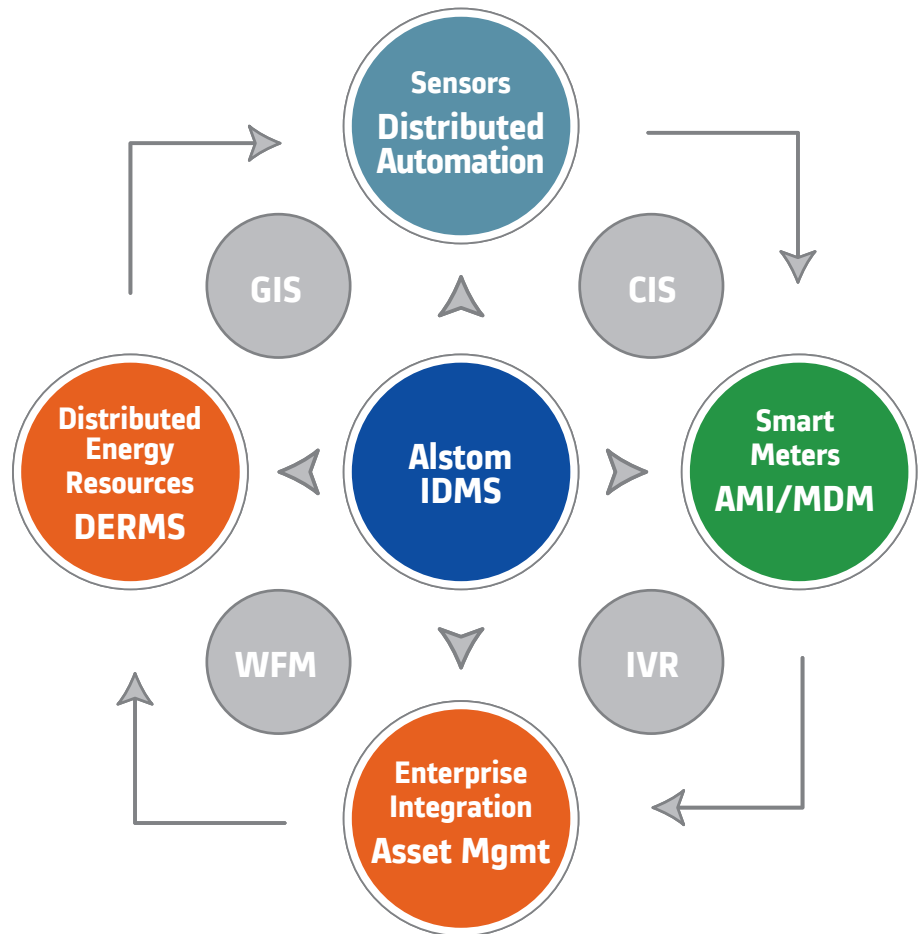 Sensors
Distributed
Automation
GIS
CIS
Distributed
Energy
Resources
DERMS
Alstom
IDMS
Smart
Meters
AMI/MDM
WFM
IVR
Enterprise
Integration
Asset Mgmt